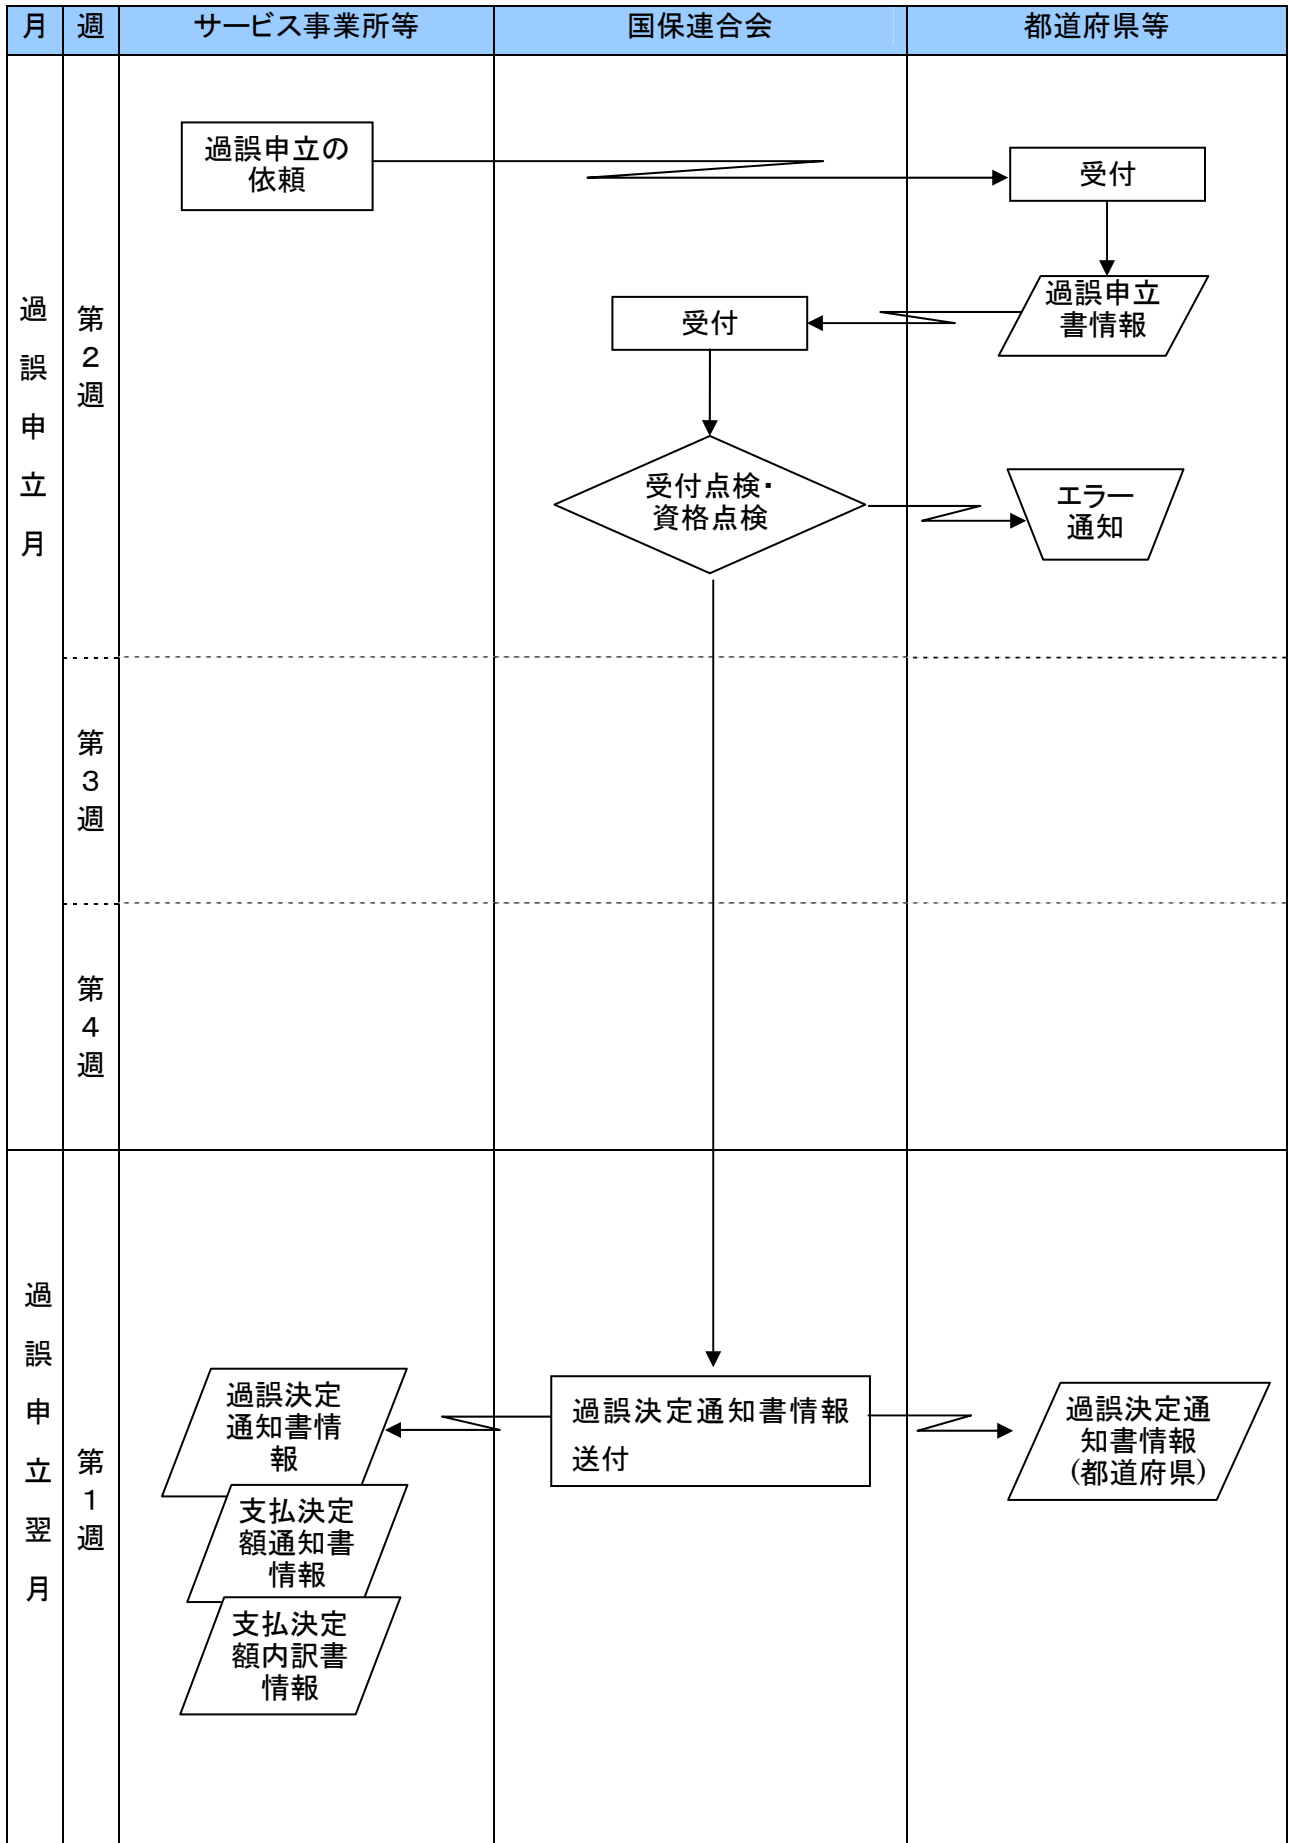 月 週 サービス事業所等 国保連合会 都道府県等
過誤申立月
第2週
過誤申立の
依頼
受付
過誤申立
書情報
受付
受付点検・
資格点検
エラー
通知
第3週
第4週
過誤申立翌月
第1週
過誤決定
通知書情
報
支払決定
額通知書
情報
支払決定
額内訳書
情報
過誤決定通知書情報
送付
過誤決定通
知書情報
(都道府県)